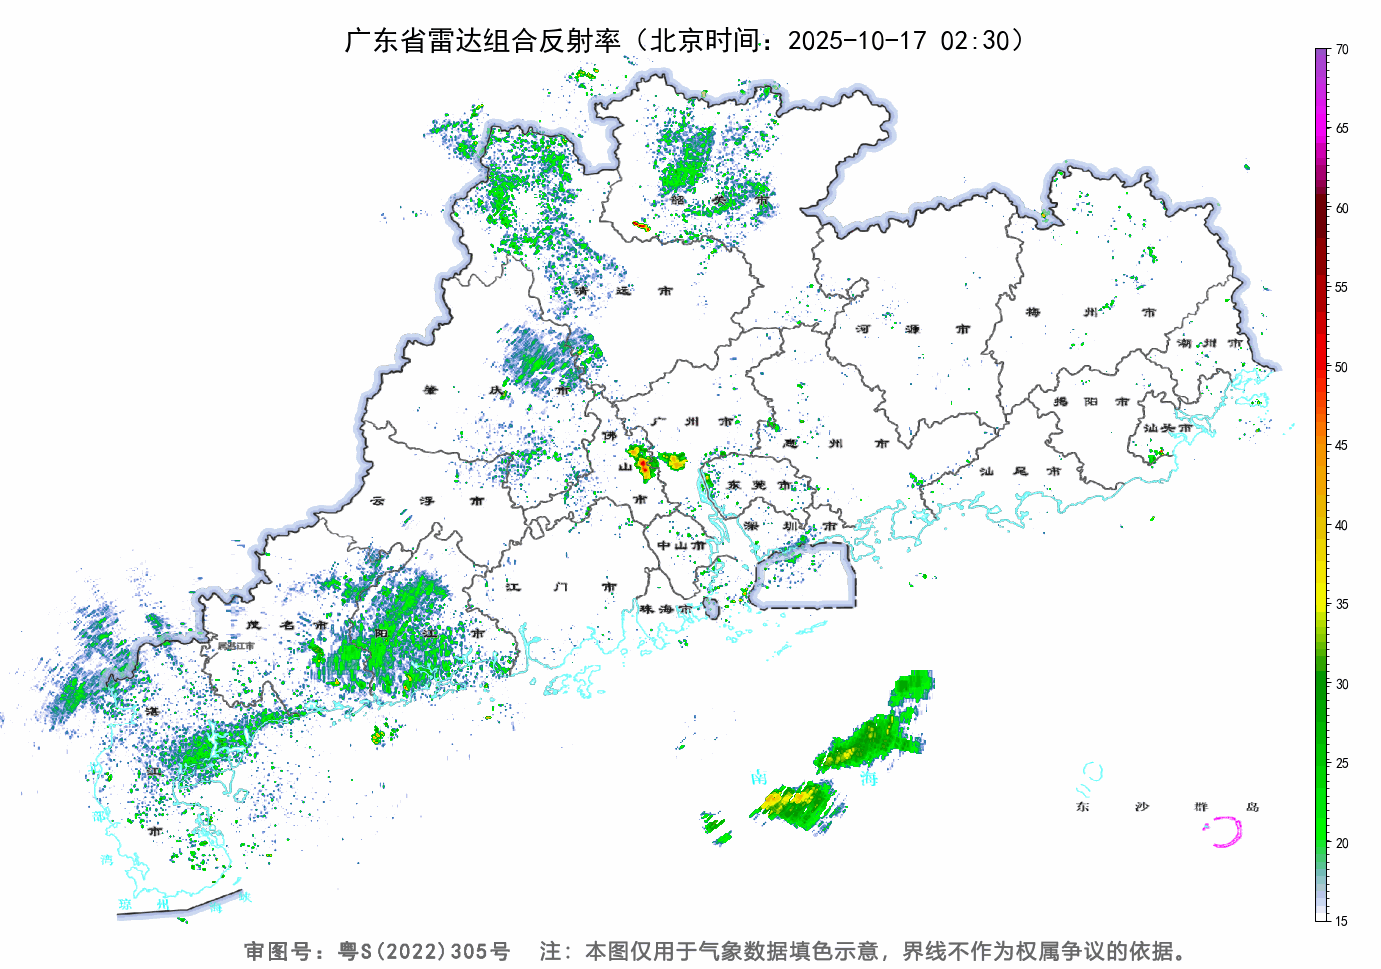 广东省雷达组合反射率（北京时间：2025-10-17 02:30）
70
65
60
55
50
45
40
35
30
25
20
15
韶关市
清远市
河源市
梅州市
潮州市
肇庆市
广州市
揭阳市
汕头市
佛山市
惠州市
东莞市
汕尾市
云浮市
深圳市
中山市
江门市
珠海市
茂名市
阳江市
湛江市
南海
东沙群岛
湾
琼州海峡
审图号：粤S(2022)305号 注：本图仅用于气象数据填色示意，界线不作为权属争议的依据。